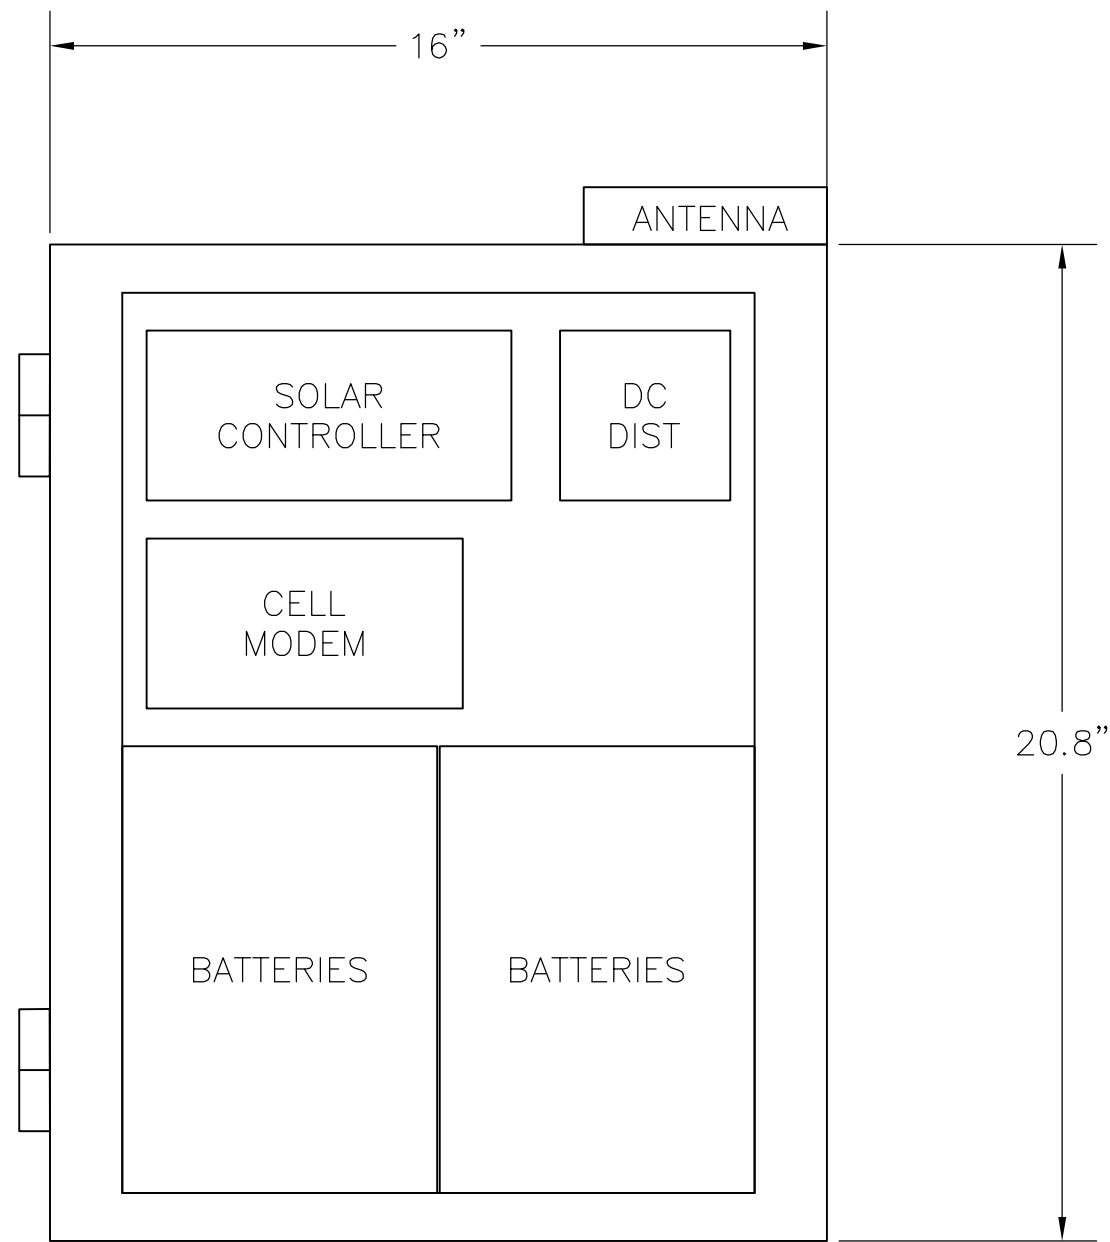 16”
ANTENNA
SOLAR
CONTROLLER
DC
DIST
CELL
MODEM
20.8”
BATTERIES
BATTERIES